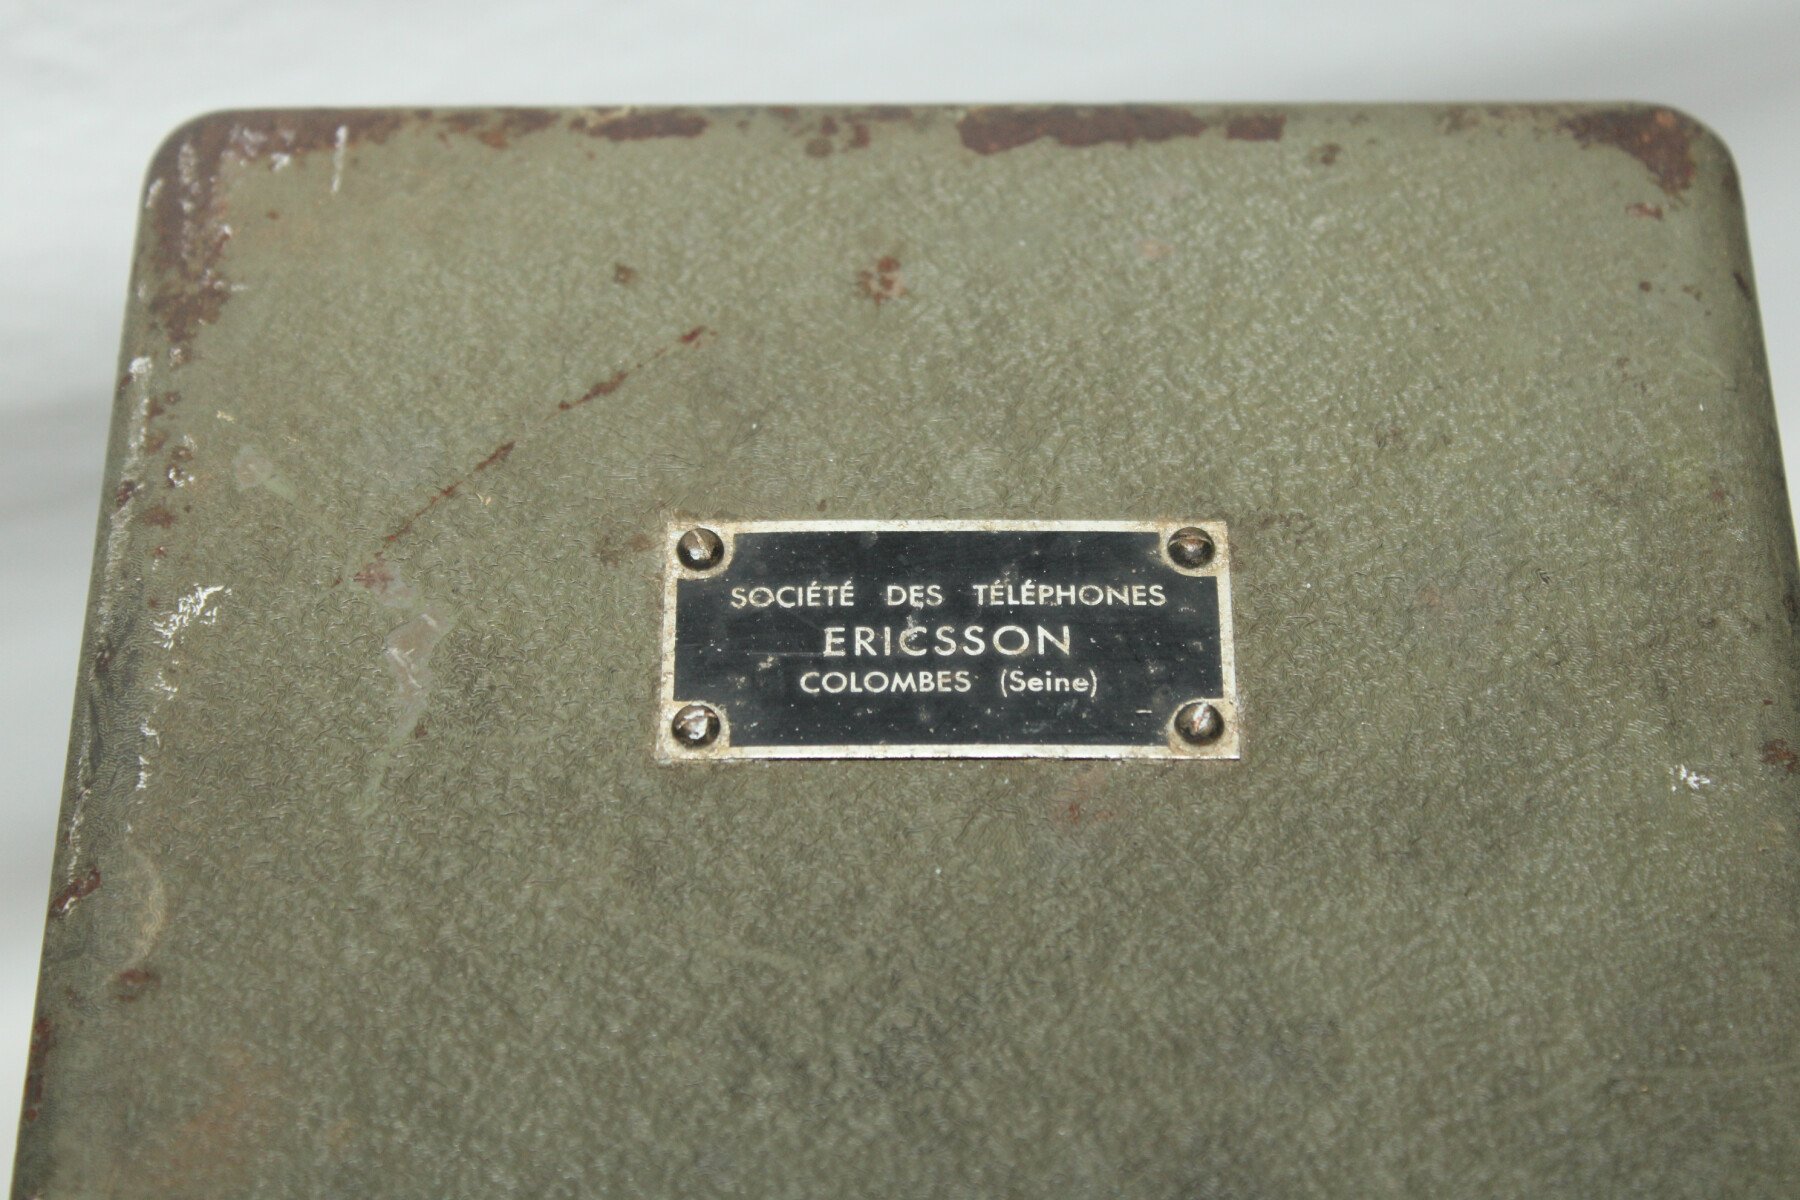 SOCIÉTÉ DES TÉLÉPHONES
ERICSSON
COLOMBES (Seine)